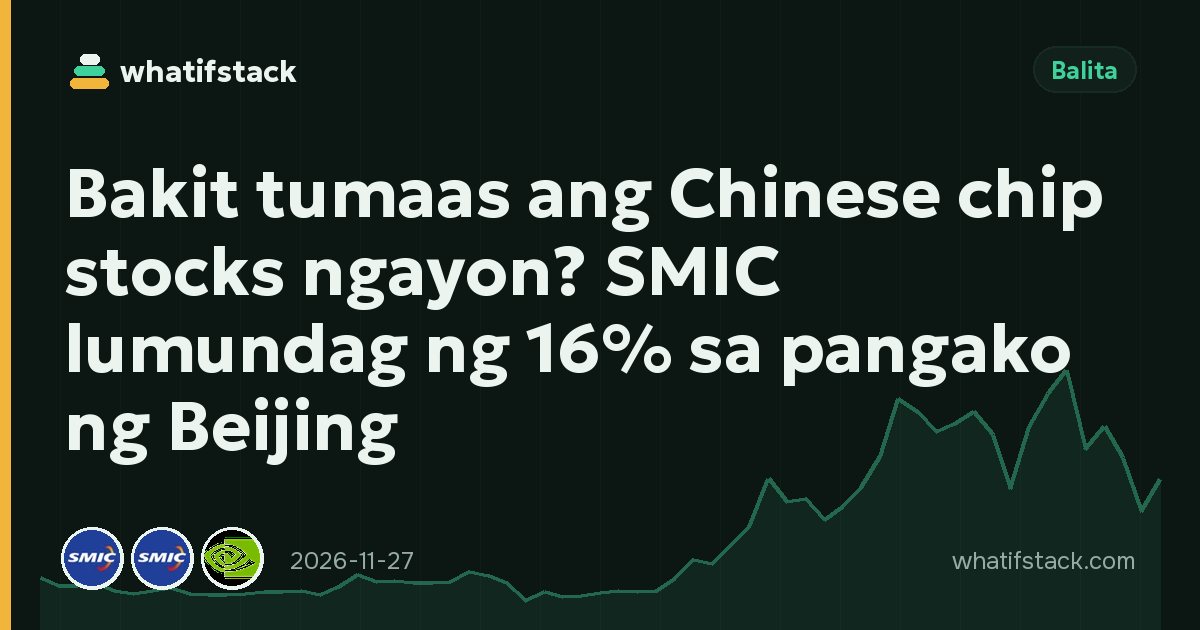 whatifstack
Balita
Bakit tumaas ang Chinese chip
stocks ngayon? SMIC
lumundag ng 16% sa pangako
ng Beijing
SMIC
SMIC
2026-11-27
whatifstack.com